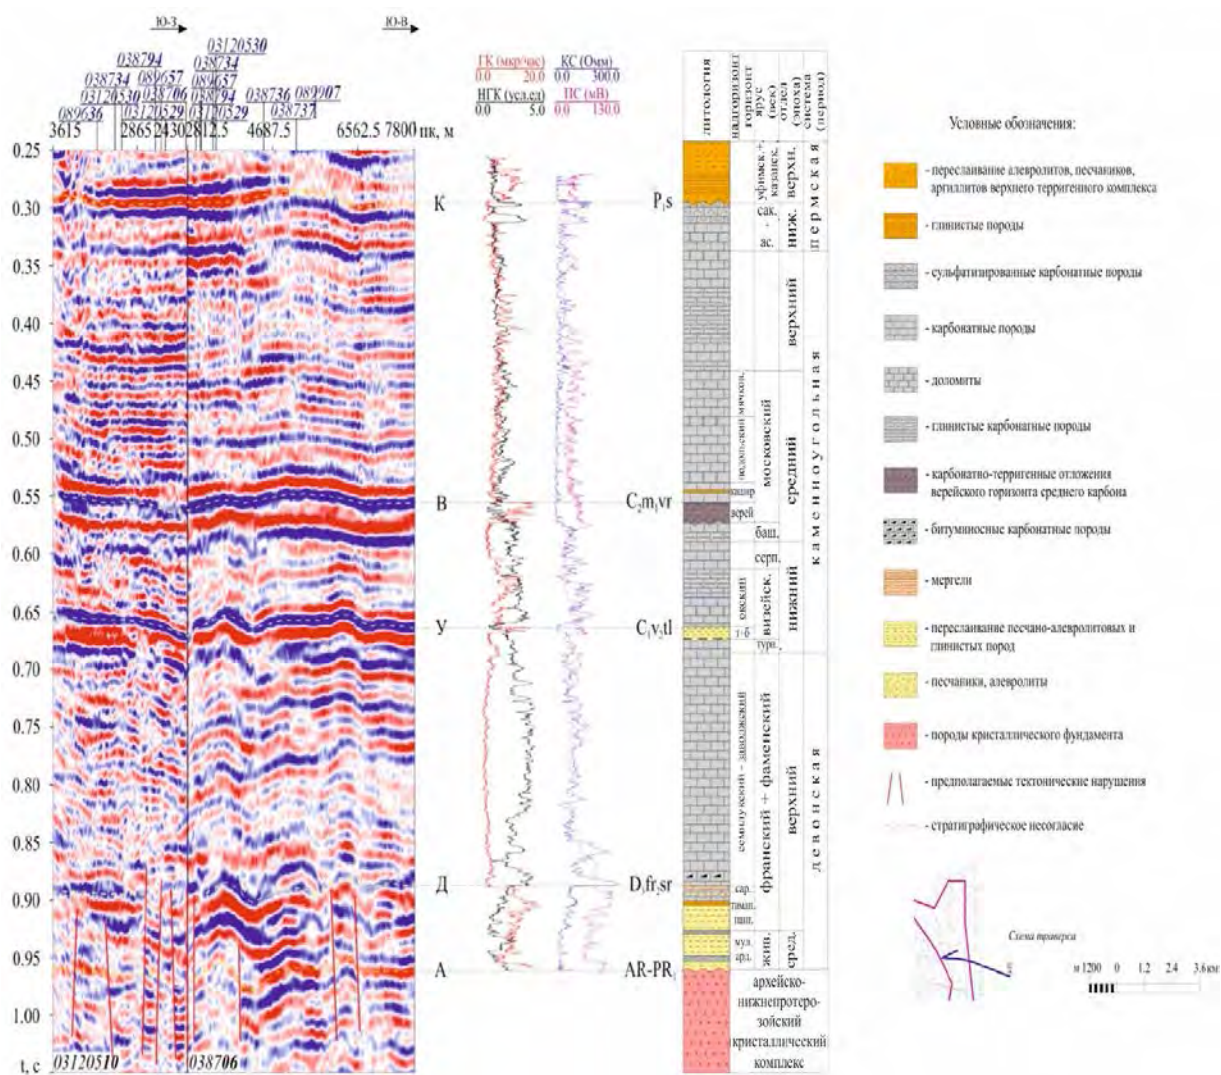 Ю-З
Ю-В
03120530
038794
038734
089657
038734
089657
03120530
038706
038794
038736
089907
089636
03120529
03120529
038737
3615
2865
2430
2812.5
4687.5
6562.5
7800
пк, м
ГК (мкр/час)
0.0
20.0
НГК (усл.ед)
0.0
5.0
КС (Омм)
0.0
300.0
ПС (мВ)
0.0
130.0
литология
надгоризонт
горизонт
ярус
(век)
отдел
(эпоха)
система
(период)
0.25
0.30
0.35
0.40
0.45
0.50
0.55
0.60
0.65
0.70
0.75
0.80
0.85
0.90
0.95
1.00
t, с
03120510
038706
К
В
У
Д
А
P₁s
C₂m₁vr
C₁v₂tl
D₃fr₂sr
AR-PR₁
уфимск.+
казанск.
верхн.
сак.
-
ас.
ниж.
пермская
верхний
подольский
мячков.
московский
средний
кашир
верей
баш.
каменноугольная
серп.
овский
т-б
визейск.
турн.
нижний
семилукский - заволжский
франский + фаменский
верхний
девонская
сар.
тиман.
паш.
мул.
ард.
жив.
сред.
архейско-
нижнепротеро-
зойский
кристаллический
комплекс
Условные обозначения:
- переслаивание алевролитов, песчаников,
аргиллитов верхнего терригенного комплекса
- глинистые породы
- сульфатизированные карбонатные породы
- карбонатные породы
- доломиты
- глинистые карбонатные породы
- карбонатно-терригенные отложения
верейского горизонта среднего карбона
- битуминосные карбонатные породы
- мергели
- переслаивание песчано-алевролитовых и
глинистых пород
- песчаники, алевролиты
- породы кристаллического фундамента
- предполагаемые тектонические нарушения
- стратиграфическое несогласие
Схема траверса
м 1200
0
1.2
2.4
3.6 км